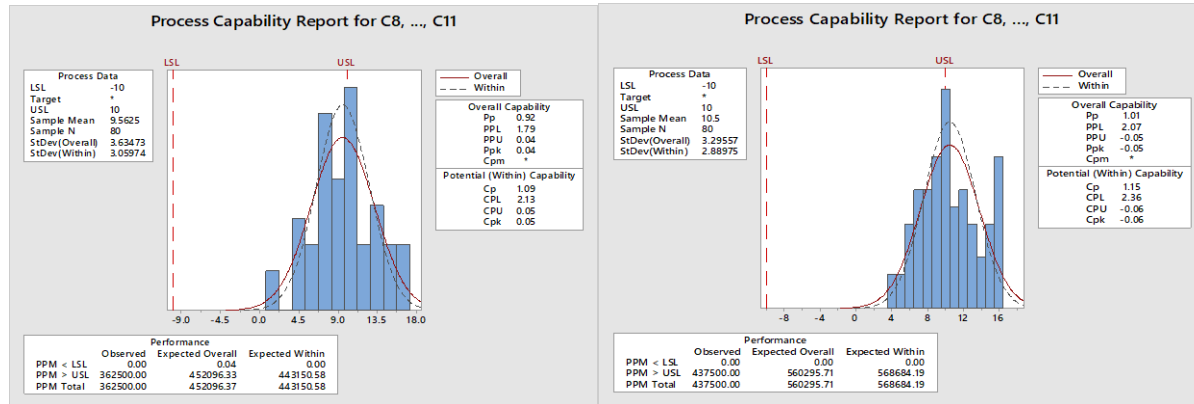 Process Capability Report for C8, ..., C11
LSL USL
Process Data
LSL -10
Target *
USL 10
Sample Mean 9.5625
Sample N 80
StDev(Overall) 3.63473
StDev(Within) 3.05974
Overall
Within
Overall Capability
Pp 0.92
PPL 1.79
PPU 0.04
Ppk 0.04
Cpm *
Potential (Within) Capability
Cp 1.09
CPL 2.13
CPU 0.05
Cpk 0.05
-9.0 -4.5 0.0 4.5 9.0 13.5 18.0
Performance
Observed Expected Overall Expected Within
PPM < LSL 0.00 0.04 0.00
PPM > USL 362500.00 452096.33 443150.58
PPM Total 362500.00 452096.37 443150.58
Process Capability Report for C8, ..., C11
LSL USL
Process Data
LSL -10
Target *
USL 10
Sample Mean 10.5
Sample N 80
StDev(Overall) 3.29557
StDev(Within) 2.88975
Overall
Within
Overall Capability
Pp 1.01
PPL 2.07
PPU -0.05
Ppk -0.05
Cpm *
Potential (Within) Capability
Cp 1.15
CPL 2.36
CPU -0.06
Cpk -0.06
-8 -4 0 4 8 12 16
Performance
Observed Expected Overall Expected Within
PPM < LSL 0.00 0.00 0.00
PPM > USL 437500.00 560295.71 568684.19
PPM Total 437500.00 560295.71 568684.19